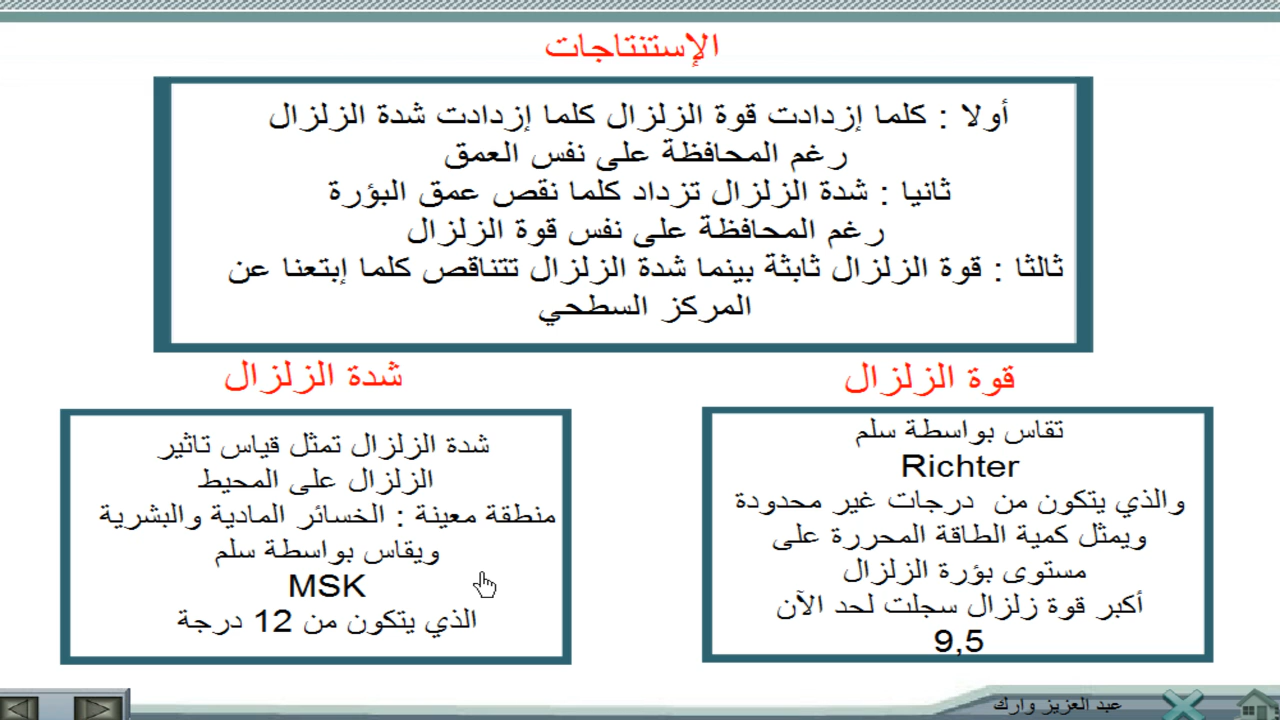 الإستنتاجات
أولا : كلما إزدادت قوة الزلزال كلما إزدادت شدة الزلزال
رغم المحافظة على نفس العمق
ثانيا : شدة الزلزال تزداد كلما نقص عمق البؤرة
رغم المحافظة على نفس قوة الزلزال
ثالثا : قوة الزلزال ثابثة بينما شدة الزلزال تتناقص كلما إبتعنا عن
المركز السطحي
قوة الزلزال
تقاس بواسطة سلم
Richter
والذي يتكون من درجات غير محدودة
ويمثل كمية الطاقة المحررة على
مستوى بؤرة الزلزال
أكبر قوة زلزال سجلت لحد الآن
9,5
شدة الزلزال
شدة الزلزال تمثل قياس تاثير
الزلزال على المحيط
منطقة معينة : الخسائر المادية والبشرية
ويقاس بواسطة سلم
MSK
الذي يتكون من 12 درجة
عبد العزيز وارك